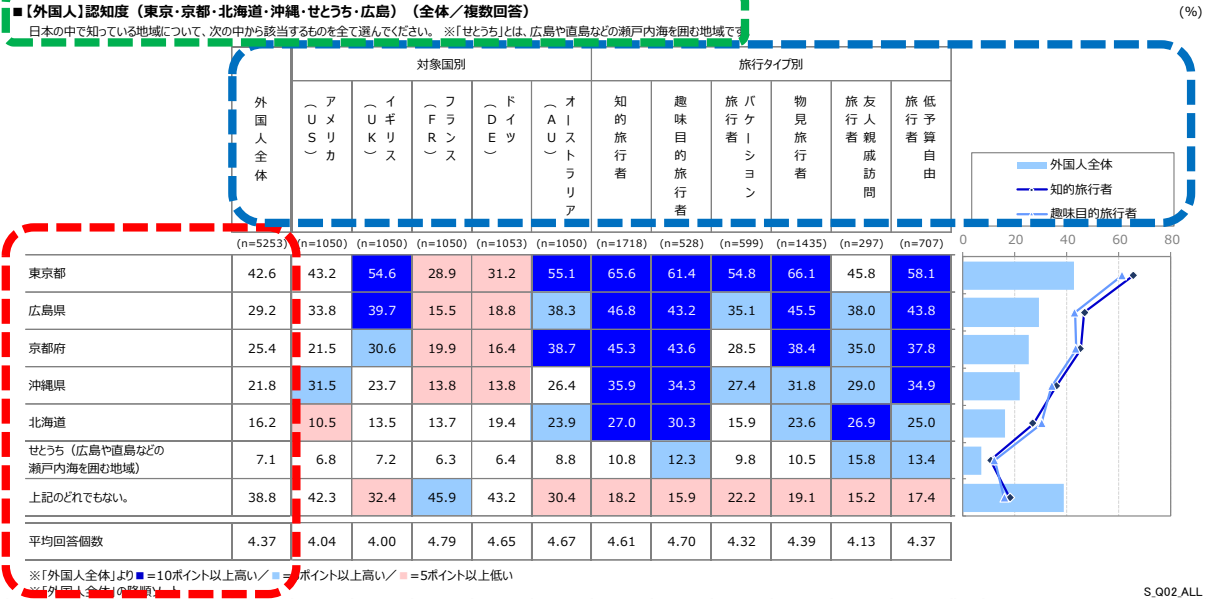 ■【外国人】認知度（東京・京都・北海道・沖縄・せとうち・広島）（全体／複数回答）
(%)
日本の中で知っている地域について、次の中から該当するものを全て選んでください。 ※「せとうち」とは、広島や直島などの瀬戸内海を囲む地域です
対象国別 旅行タイプ別
外国人全体 アメリカ（US） イギリス（UK） フランス（FR） ドイツ（DE） オーストラリア（AU） 知的旅行者 趣味目的旅行者 バケーション旅行者 物見旅行者 友人親戚訪問旅行者 低予算自由旅行者
外国人全体
知的旅行者
趣味目的旅行者
(n=5253) (n=1050) (n=1050) (n=1050) (n=1053) (n=1050) (n=1718) (n=528) (n=599) (n=1435) (n=297) (n=707)
0 20 40 60 80
東京都 42.6 43.2 54.6 28.9 31.2 55.1 65.6 61.4 54.8 66.1 45.8 58.1
広島県 29.2 33.8 39.7 15.5 18.8 38.3 46.8 43.2 35.1 45.5 38.0 43.8
京都府 25.4 21.5 30.6 19.9 16.4 38.7 45.3 43.6 28.5 38.4 35.0 37.8
沖縄県 21.8 31.5 23.7 13.8 13.8 26.4 35.9 34.3 27.4 31.8 29.0 34.9
北海道 16.2 10.5 13.5 13.7 19.4 23.9 27.0 30.3 15.9 23.6 26.9 25.0
せとうち（広島や直島などの
瀬戸内海を囲む地域） 7.1 6.8 7.2 6.3 6.4 8.8 10.8 12.3 9.8 10.5 15.8 13.4
上記のどれでもない。 38.8 42.3 32.4 45.9 43.2 30.4 18.2 15.9 22.2 19.1 15.2 17.4
平均回答個数 4.37 4.04 4.00 4.79 4.65 4.67 4.61 4.70 4.32 4.39 4.13 4.37
※「外国人全体」より■=10ポイント以上高い／■=ポイント以上高い／■=5ポイント以上低い
※「外国人全体」の降順ソート
S_Q02_ALL